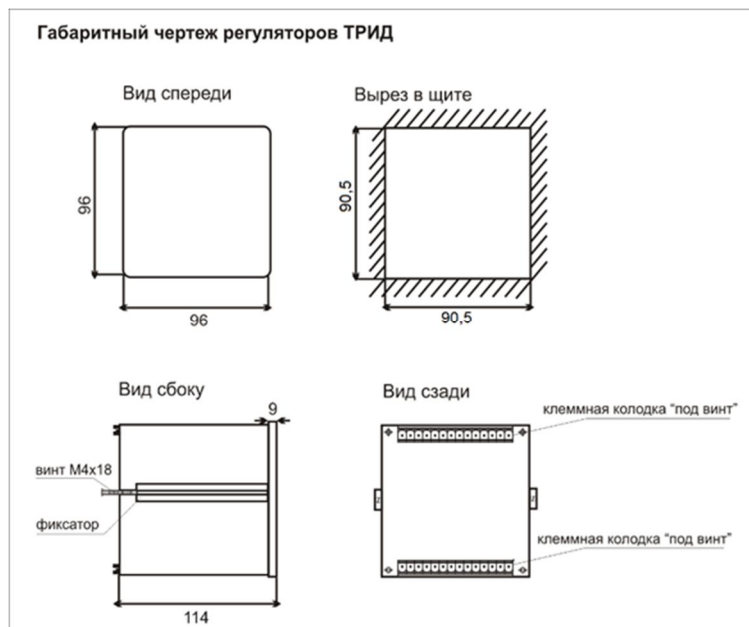 Габаритный чертеж регуляторов ТРИД
Вид спереди
96
96
Вырез в щите
90,5
90,5
Вид сбоку
9
винт М4х18
фиксатор
114
Вид сзади
клеммная колодка “под винт”
клеммная колодка “под винт”